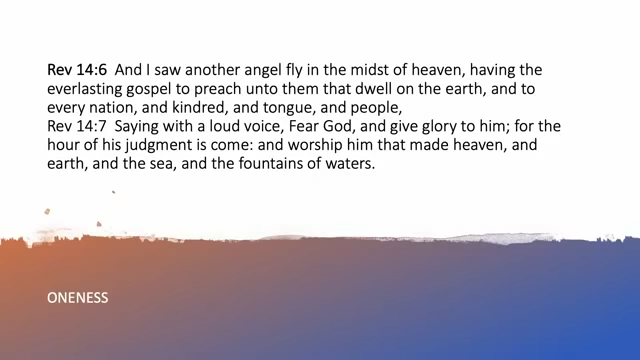 Rev 14:6 And I saw another angel fly in the midst of heaven, having the
everlasting gospel to preach unto them that dwell on the earth, and to
every nation, and kindred, and tongue, and people,
Rev 14:7 Saying with a loud voice, Fear God, and give glory to him; for the
hour of his judgment is come: and worship him that made heaven, and
earth, and the sea, and the fountains of waters.
ONENESS